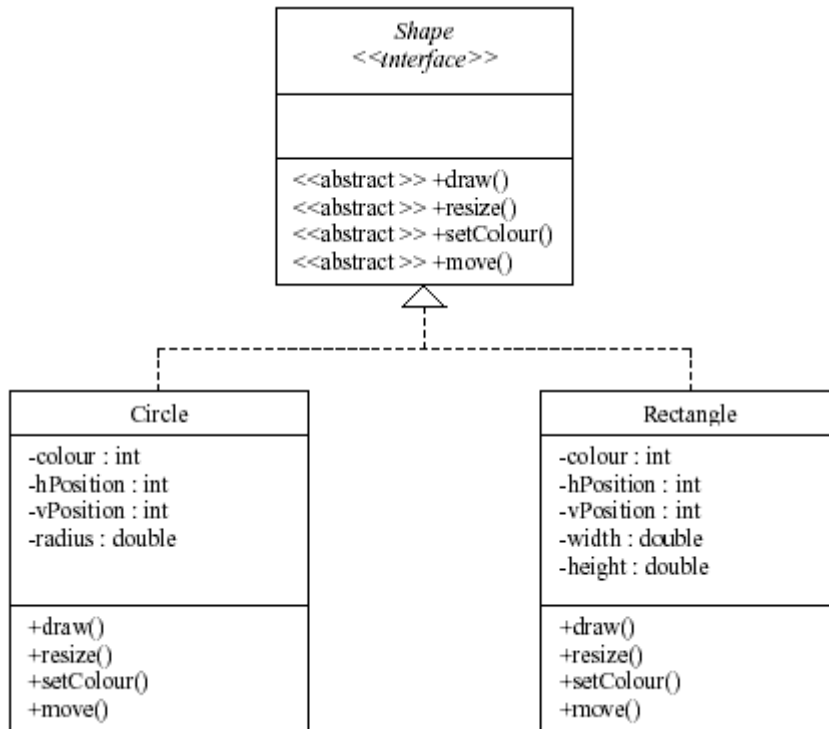 Shape
<<Interface>>
<<abstract >> +draw()
<<abstract >> +resize()
<<abstract >> +setColour()
<<abstract >> +move()
Circle
-colour : int
-hPosition : int
-vPosition : int
-radius : double
+draw()
+resize()
+setColour()
+move()
Rectangle
-colour : int
-hPosition : int
-vPosition : int
-width : double
-height : double
+draw()
+resize()
+setColour()
+move()